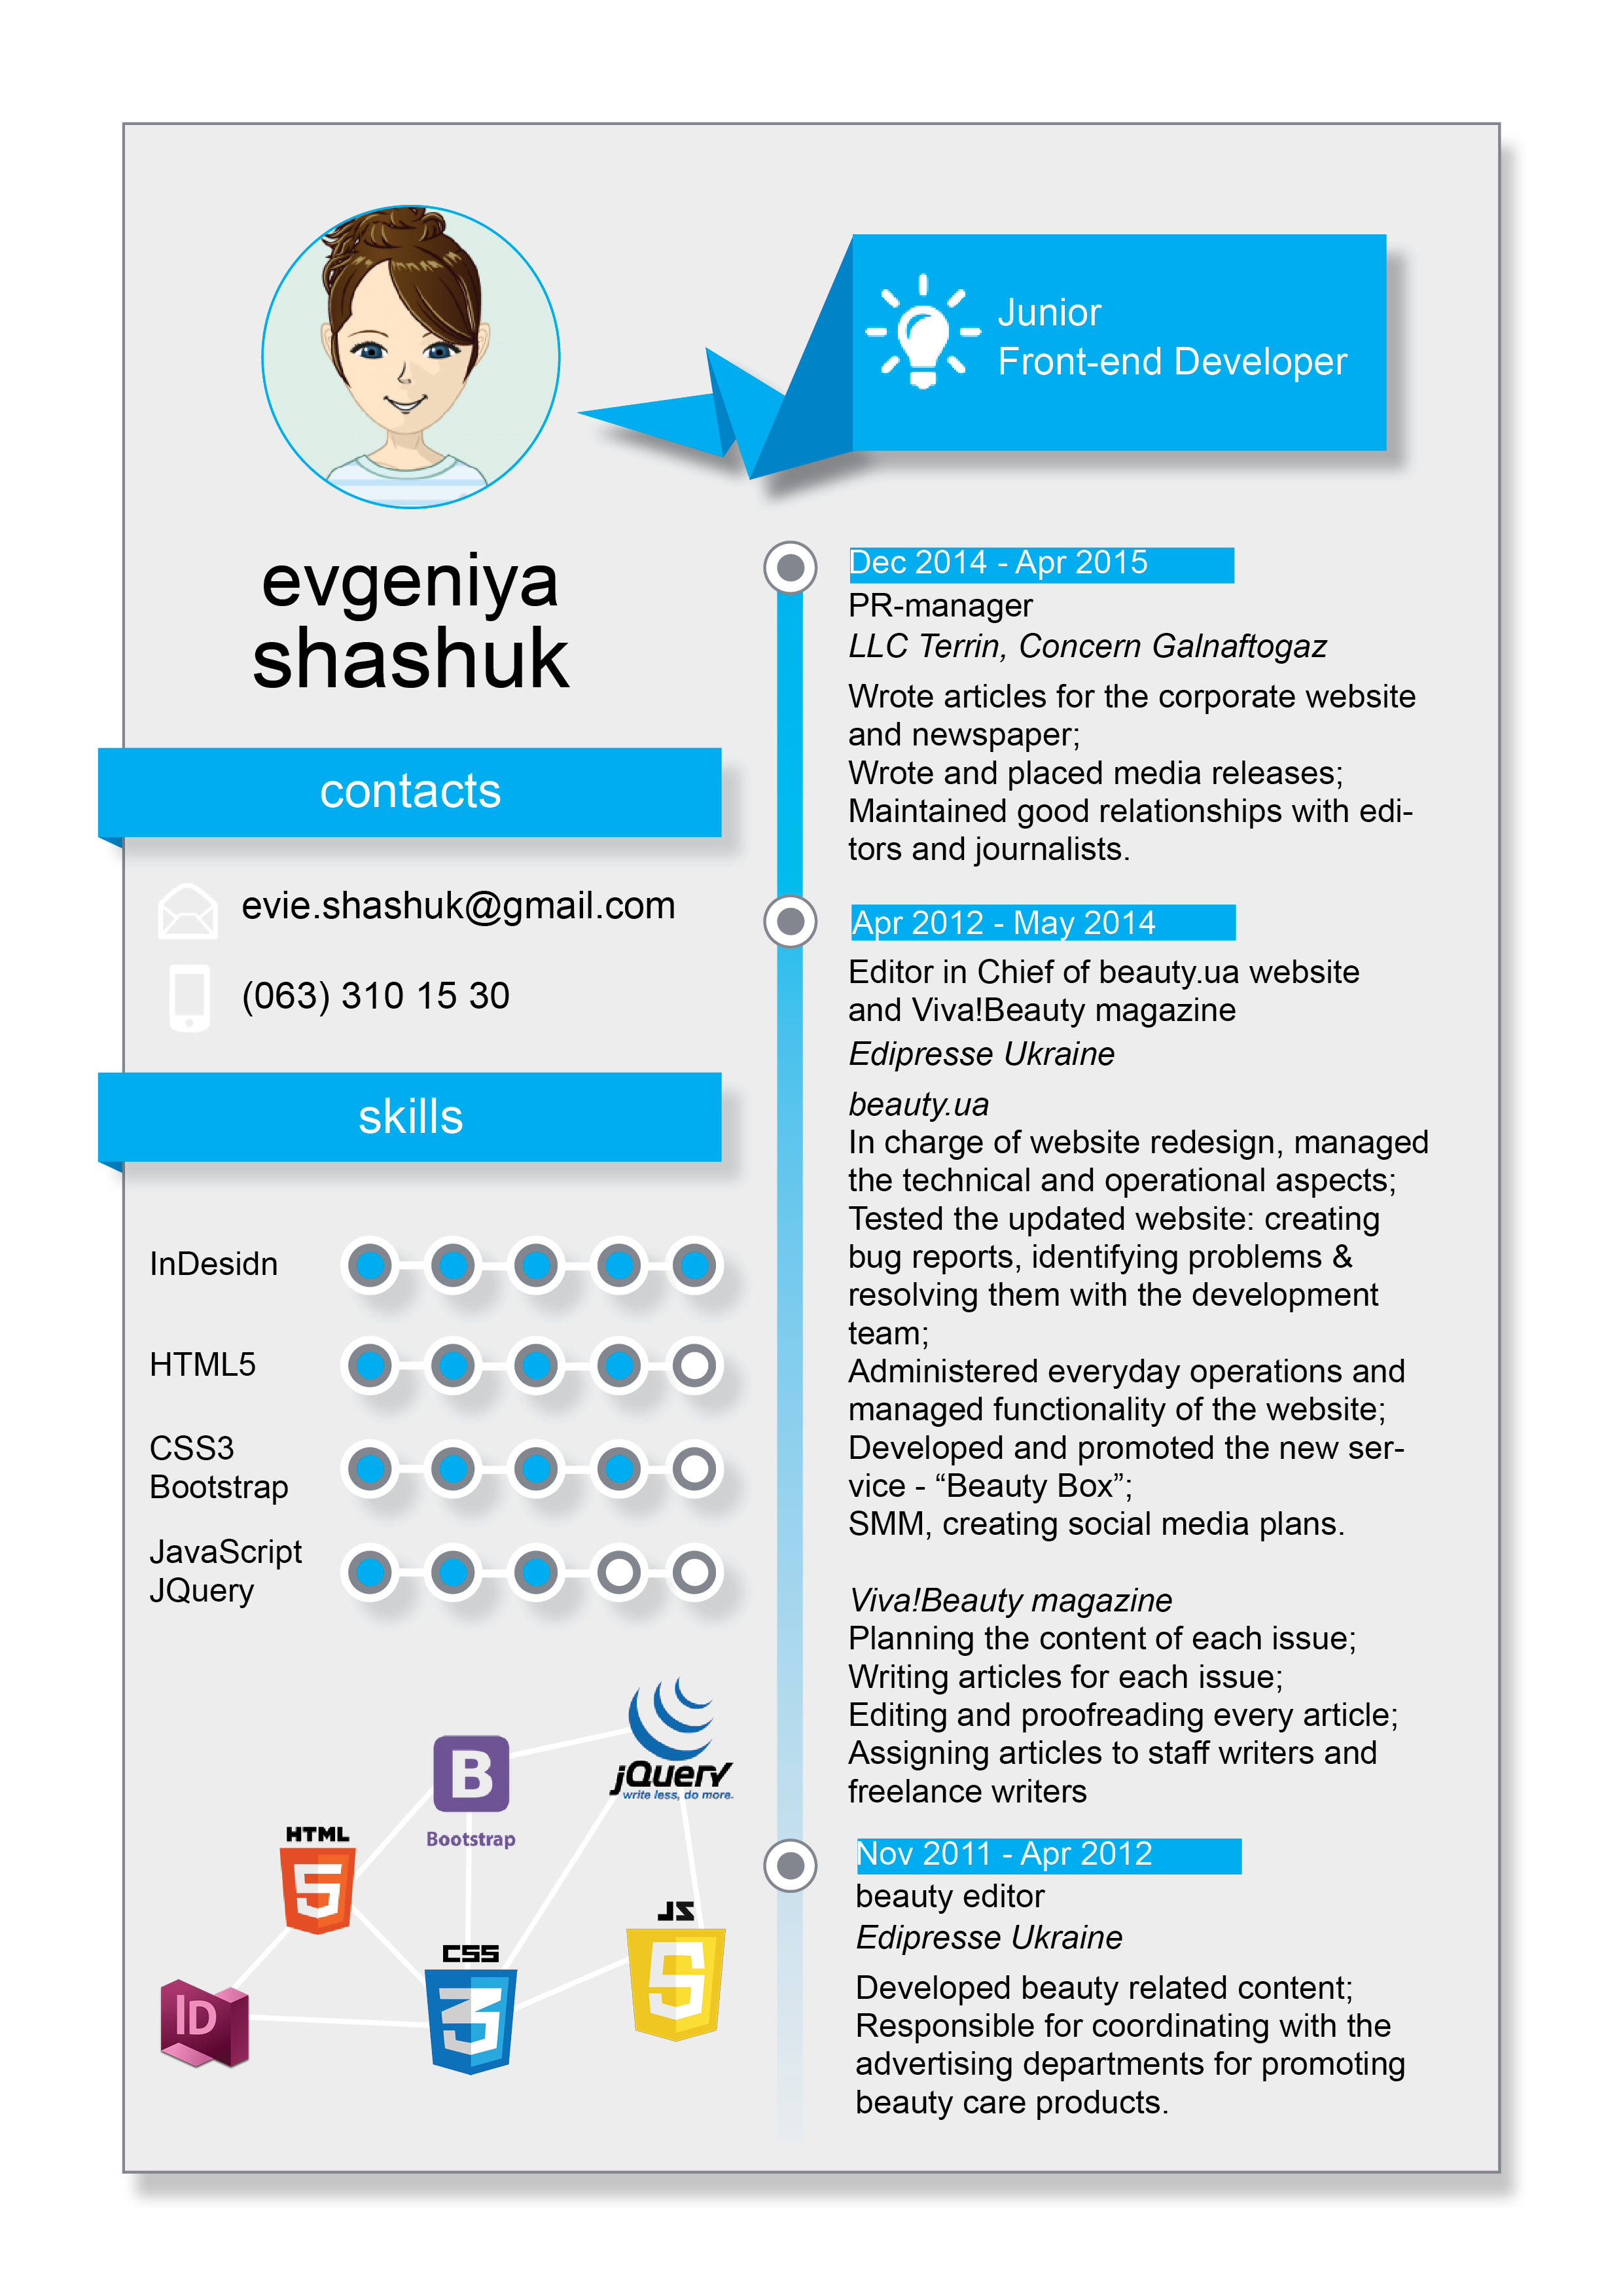 Junior
Front-end Developer
evgeniya
shashuk
contacts
evie.shashuk@gmail.com
(063) 310 15 30
skills
InDesidn
HTML5
CSS3
Bootstrap
JavaScript
JQuery
jQuery
write less, do more.
B
Bootstrap
HTML
5
JS
5
CSS
3
ID
Dec 2014 - Apr 2015
PR-manager
LLC Terrin, Concern Galnaftogaz
Wrote articles for the corporate website
and newspaper;
Wrote and placed media releases;
Maintained good relationships with edi-
tors and journalists.
Apr 2012 - May 2014
Editor in Chief of beauty.ua website
and Viva!Beauty magazine
Edipresse Ukraine
beauty.ua
In charge of website redesign, managed
the technical and operational aspects;
Tested the updated website: creating
bug reports, identifying problems &
resolving them with the development
team;
Administered everyday operations and
managed functionality of the website;
Developed and promoted the new ser-
vice - “Beauty Box”;
SMM, creating social media plans.
Viva!Beauty magazine
Planning the content of each issue;
Writing articles for each issue;
Editing and proofreading every article;
Assigning articles to staff writers and
freelance writers
Nov 2011 - Apr 2012
beauty editor
Edipresse Ukraine
Developed beauty related content;
Responsible for coordinating with the
advertising departments for promoting
beauty care products.